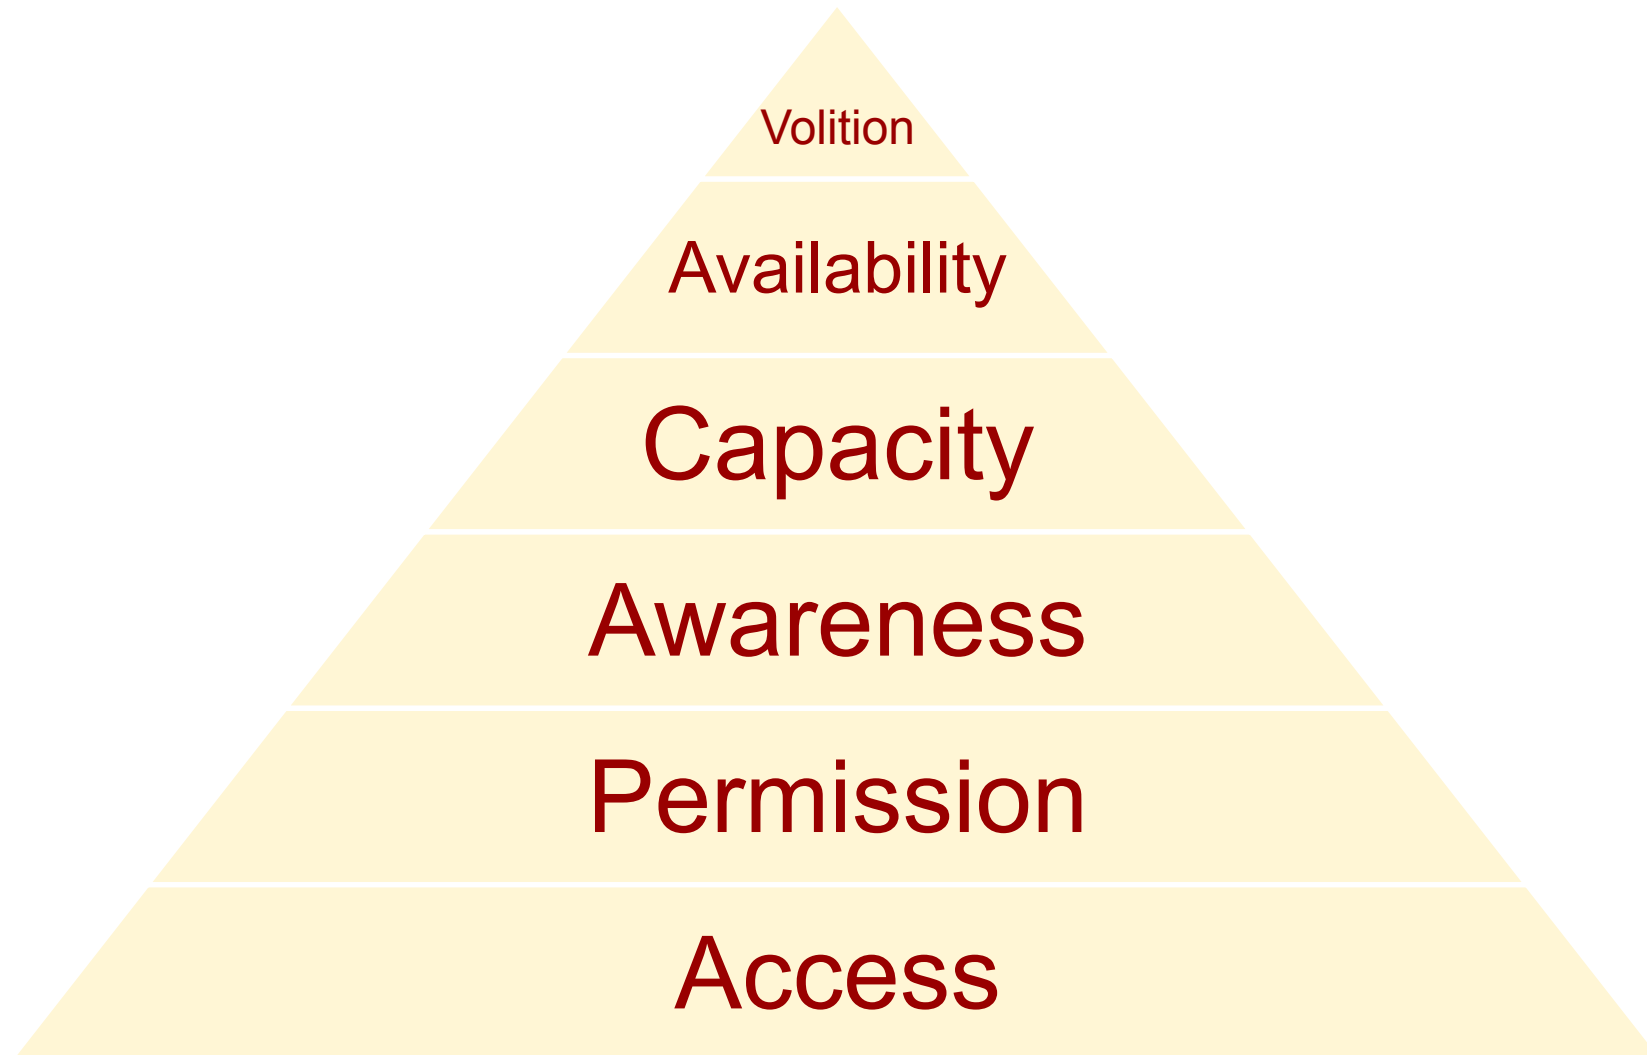 Volition
Availability
Capacity
Awareness
Permission
Access